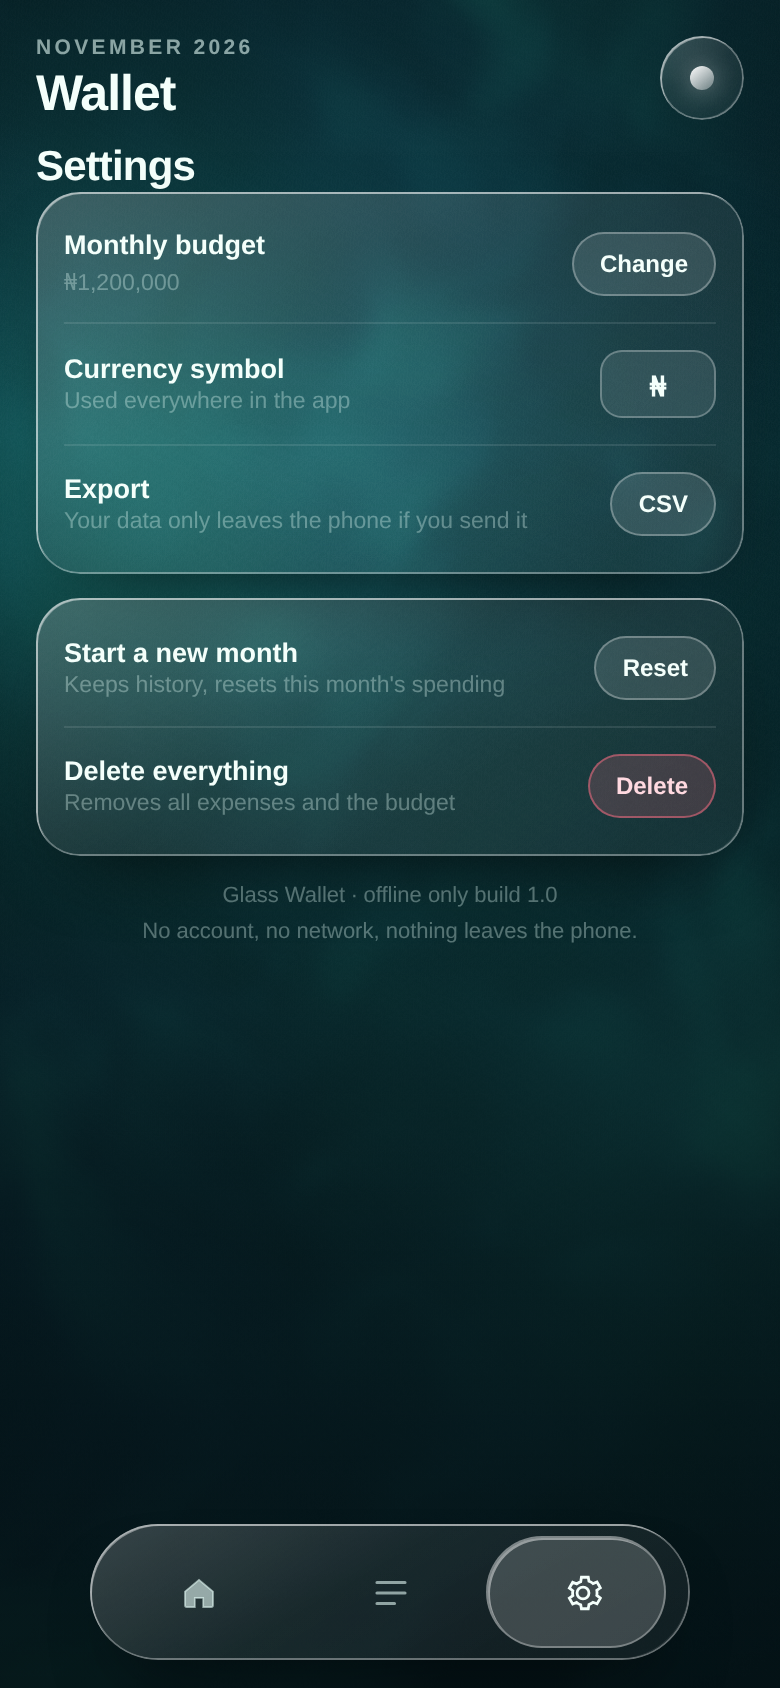 NOVEMBER 2026
Wallet
Settings
Monthly budget
₦1,200,000
Change
Currency symbol
Used everywhere in the app
₦
Export
Your data only leaves the phone if you send it
CSV
Start a new month
Keeps history, resets this month's spending
Reset
Delete everything
Removes all expenses and the budget
Delete
Glass Wallet · offline only build 1.0
No account, no network, nothing leaves the phone.